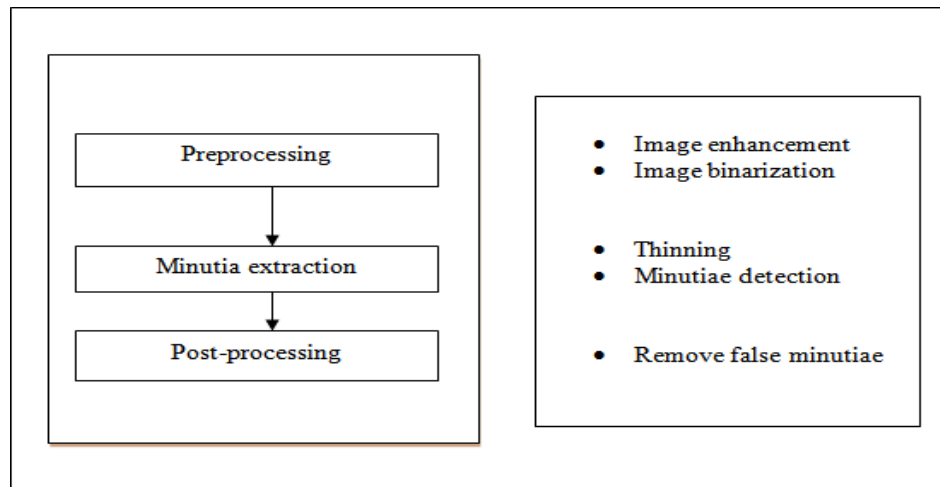 Preprocessing
Minutia extraction
Post-processing
• Image enhancement
• Image binarization
• Thinning
• Minutiae detection
• Remove false minutiae